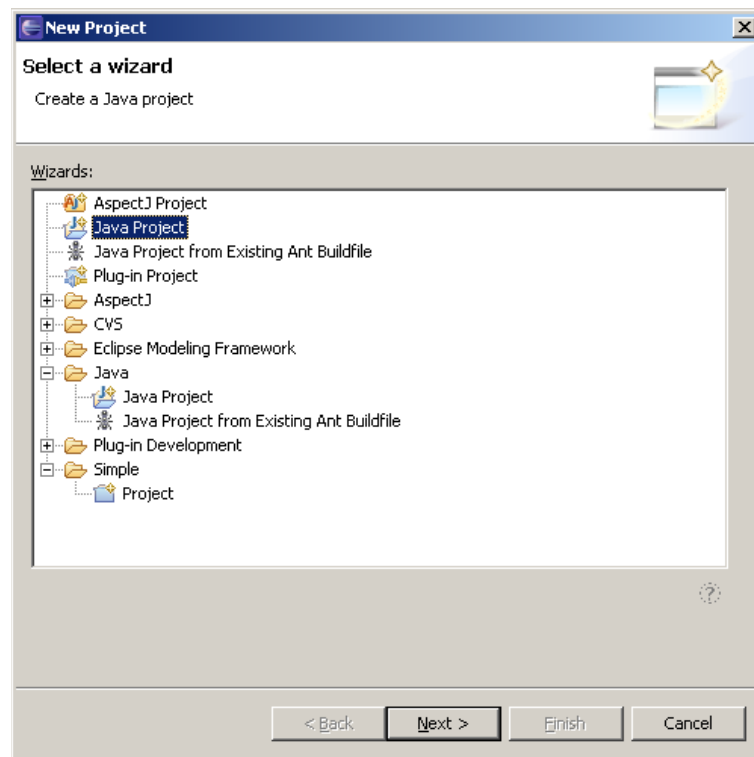 New Project
Select a wizard
Create a Java project
Wizards:
AspectJ Project
Java Project
Java Project from Existing Ant Buildfile
Plug-in Project
AspectJ
CVS
Eclipse Modeling Framework
Java
Java Project
Java Project from Existing Ant Buildfile
Plug-in Development
Simple
Project
?
< Back Next > Finish Cancel